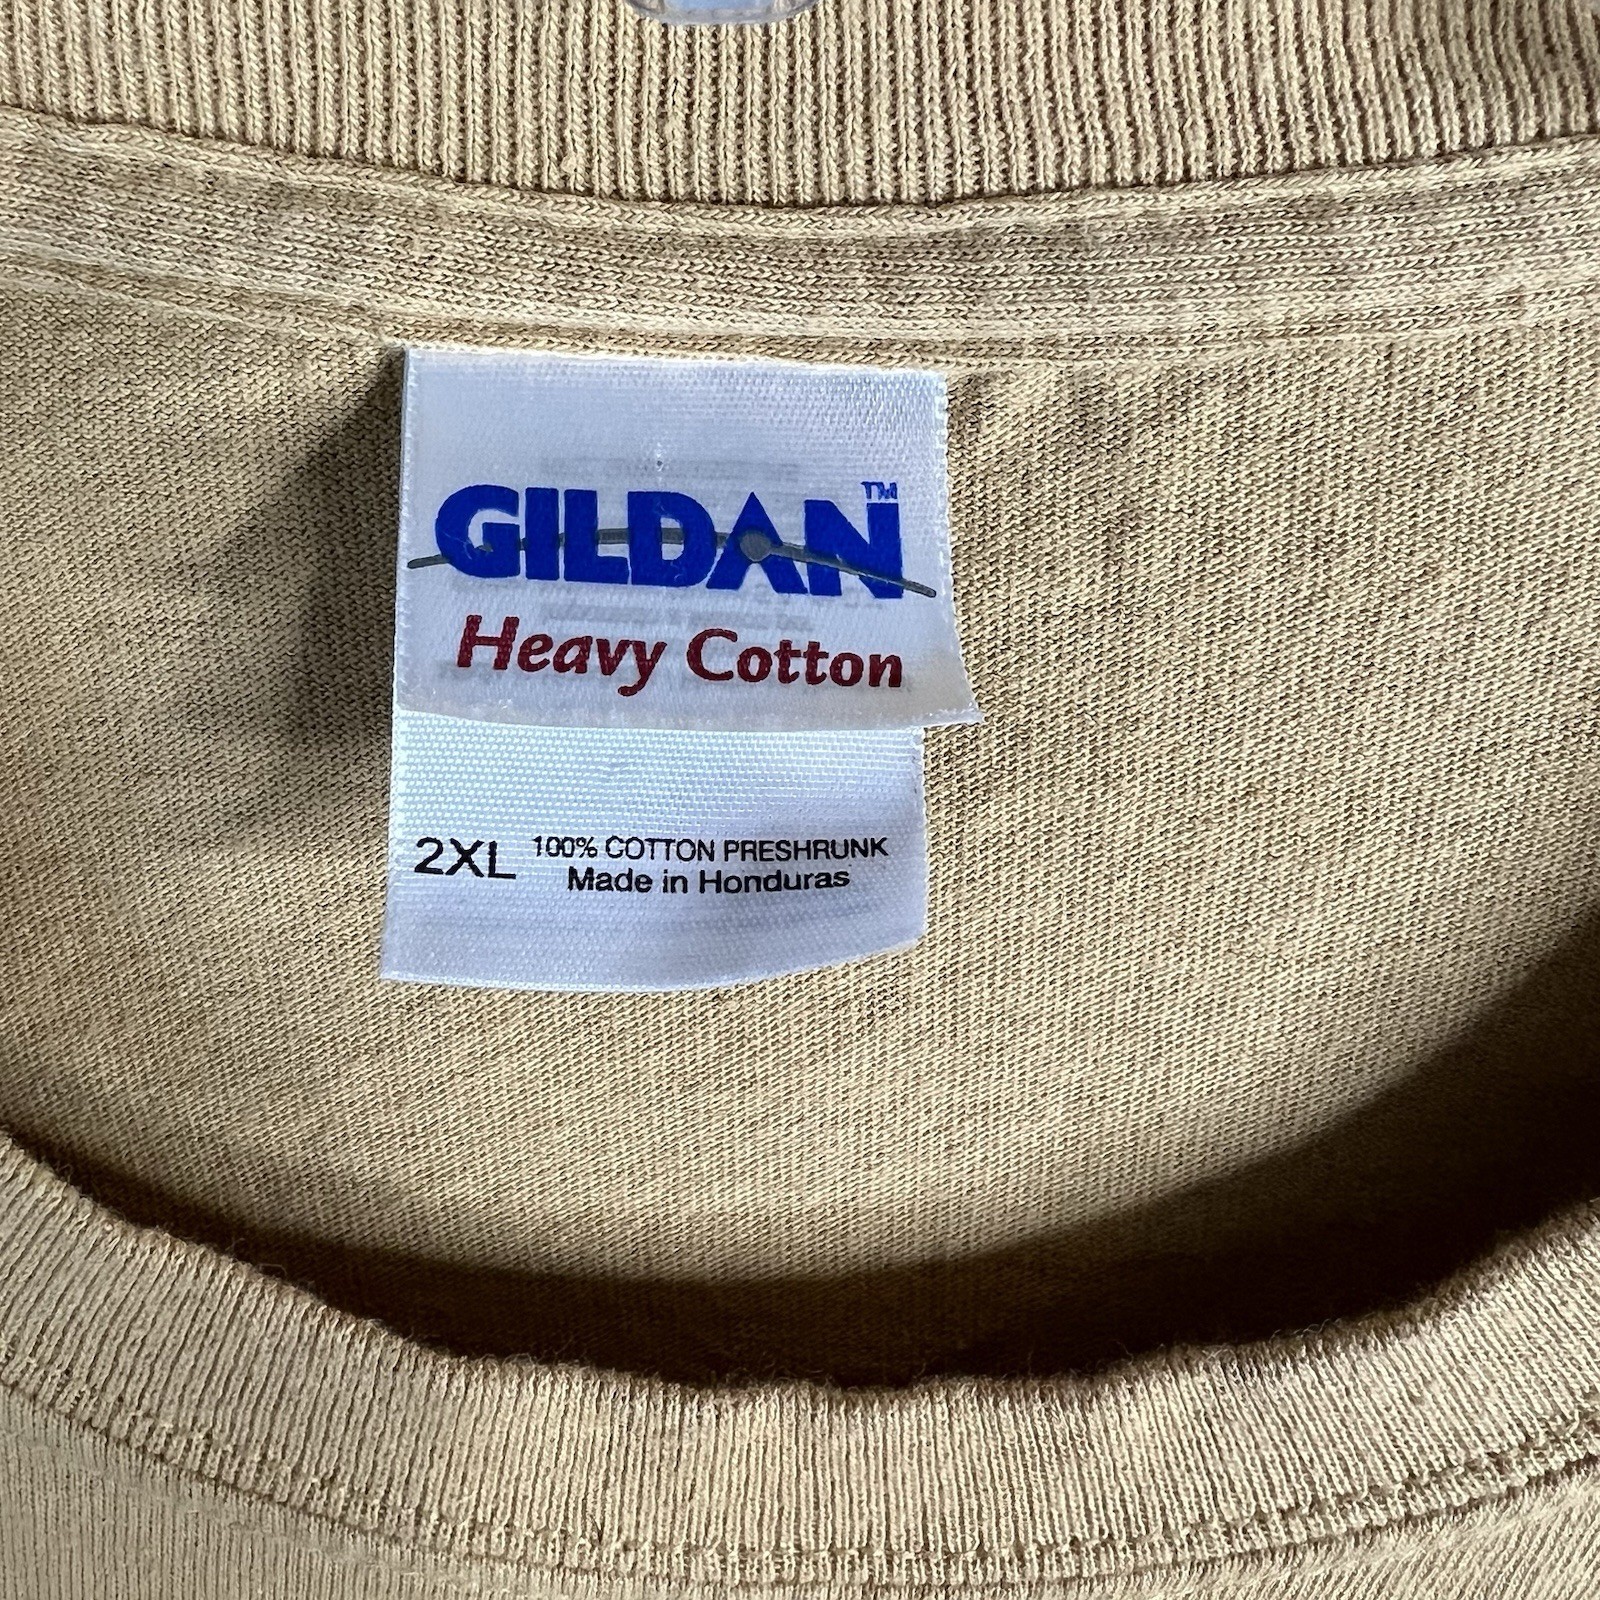 GILDAN™
Heavy Cotton
2XL 100% COTTON PRESHRUNK
Made in Honduras